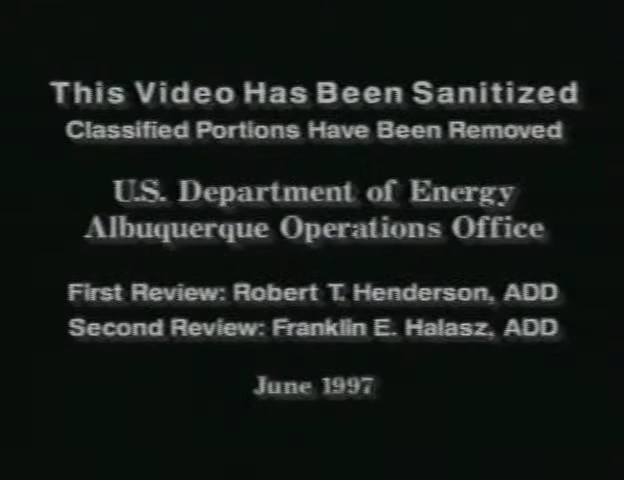 This Video Has Been Sanitized
Classified Portions Have Been Removed
U.S. Department of Energy
Albuquerque Operations Office
First Review: Robert T. Henderson, ADD
Second Review: Franklin E. Halasz, ADD
June 1997